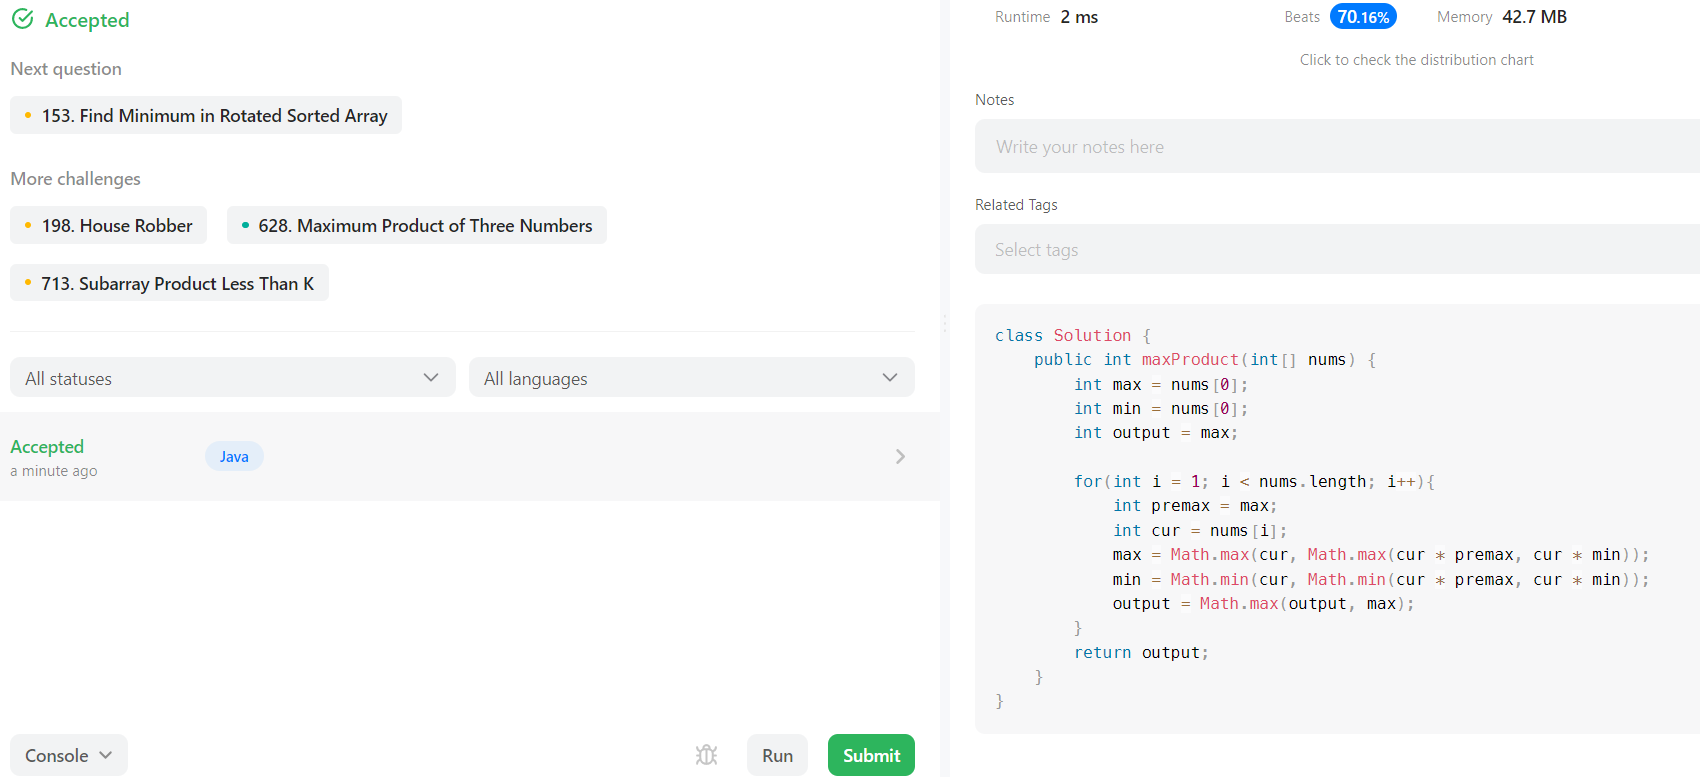 Accepted
Next question
153. Find Minimum in Rotated Sorted Array
More challenges
198. House Robber
628. Maximum Product of Three Numbers
713. Subarray Product Less Than K
All statuses
All languages
Accepted
a minute ago
Java
Console
Run
Submit
Runtime 2 ms
Beats 70.16%
Memory 42.7 MB
Click to check the distribution chart
Notes
Write your notes here
Related Tags
Select tags
class Solution {
    public int maxProduct(int[] nums) {
        int max = nums[0];
        int min = nums[0];
        int output = max;

        for(int i = 1; i < nums.length; i++){
            int premax = max;
            int cur = nums[i];
            max = Math.max(cur, Math.max(cur * premax, cur * min));
            min = Math.min(cur, Math.min(cur * premax, cur * min));
            output = Math.max(output, max);
        }
        return output;
    }
}